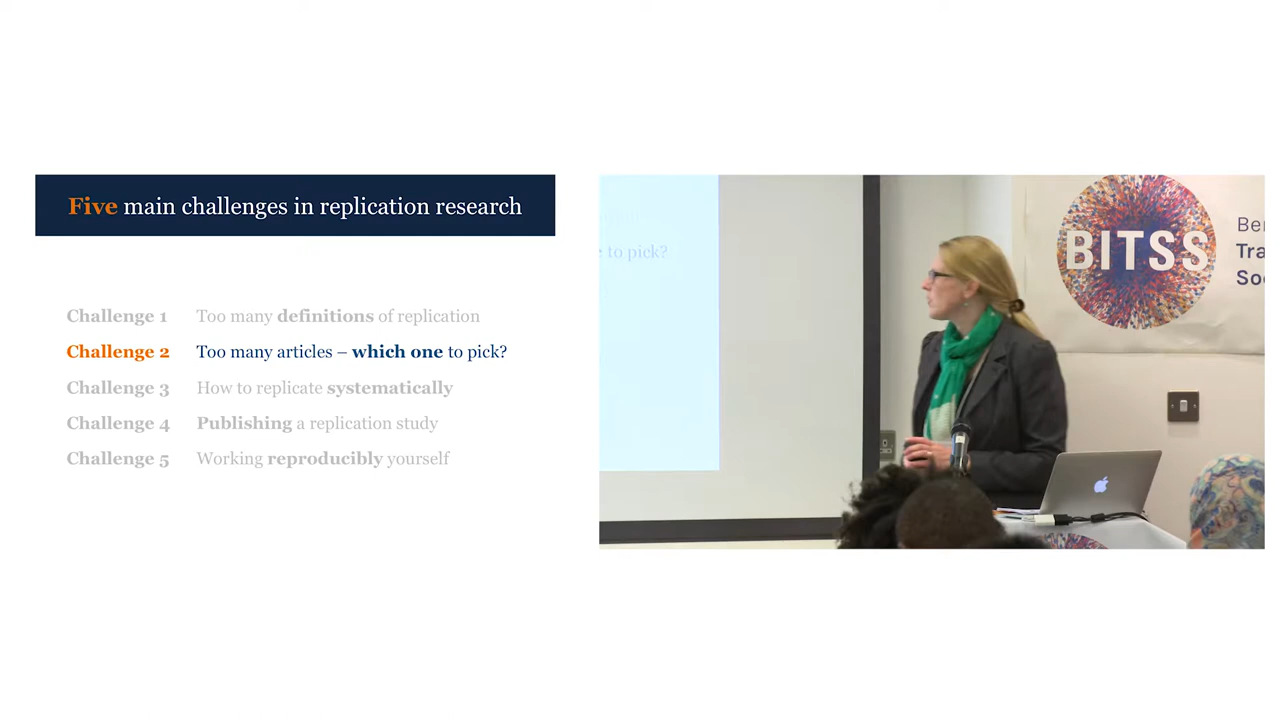 Five main challenges in replication research
Challenge 1 Too many definitions of replication
Challenge 2 Too many articles – which one to pick?
Challenge 3 How to replicate systematically
Challenge 4 Publishing a replication study
Challenge 5 Working reproducibly yourself
to pick?
BITSS
Ber
Tra
Soc